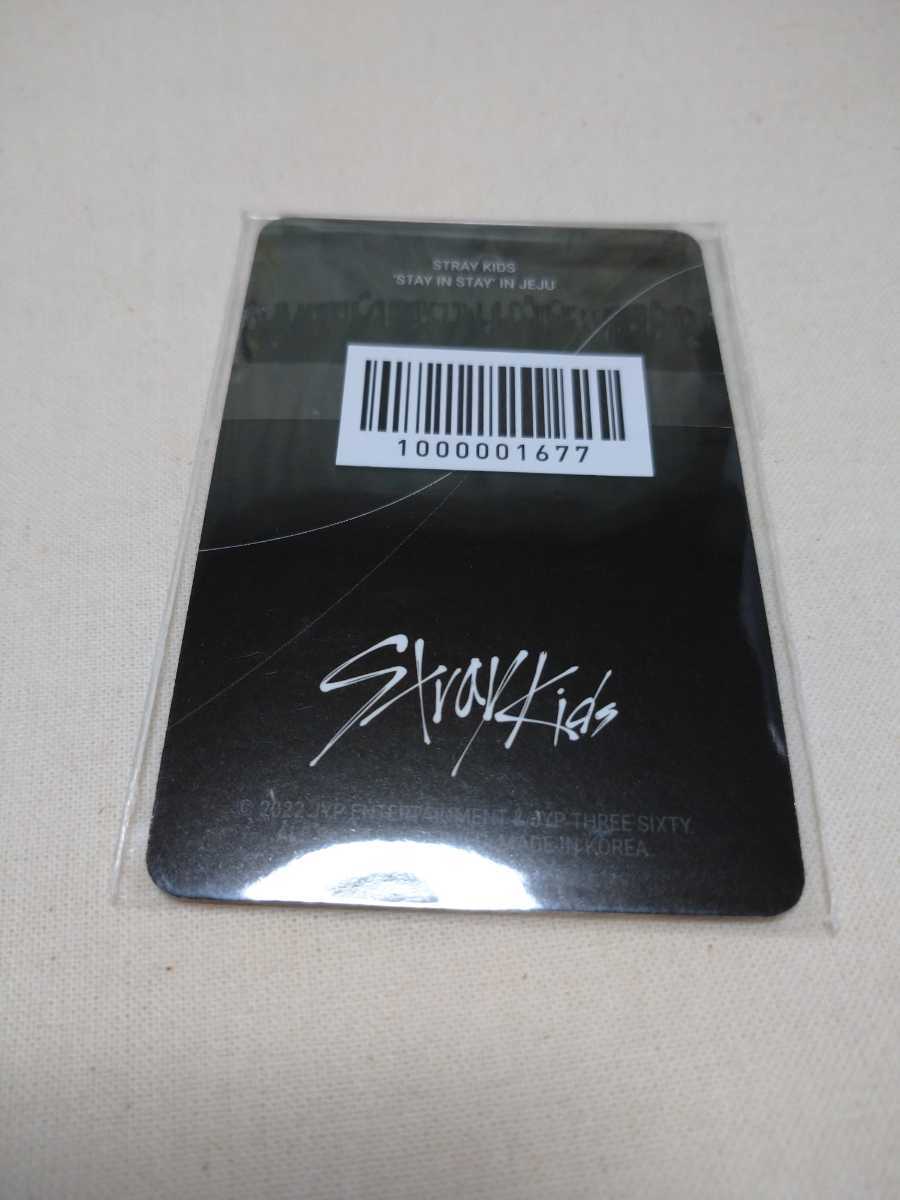 STRAY KIDS
'STAY IN STAY' IN JEJU
1000001677
Stray Kids
© 2022 JYP ENTERTAINMENT & JYP THREE SIXTY.
MADE IN KOREA